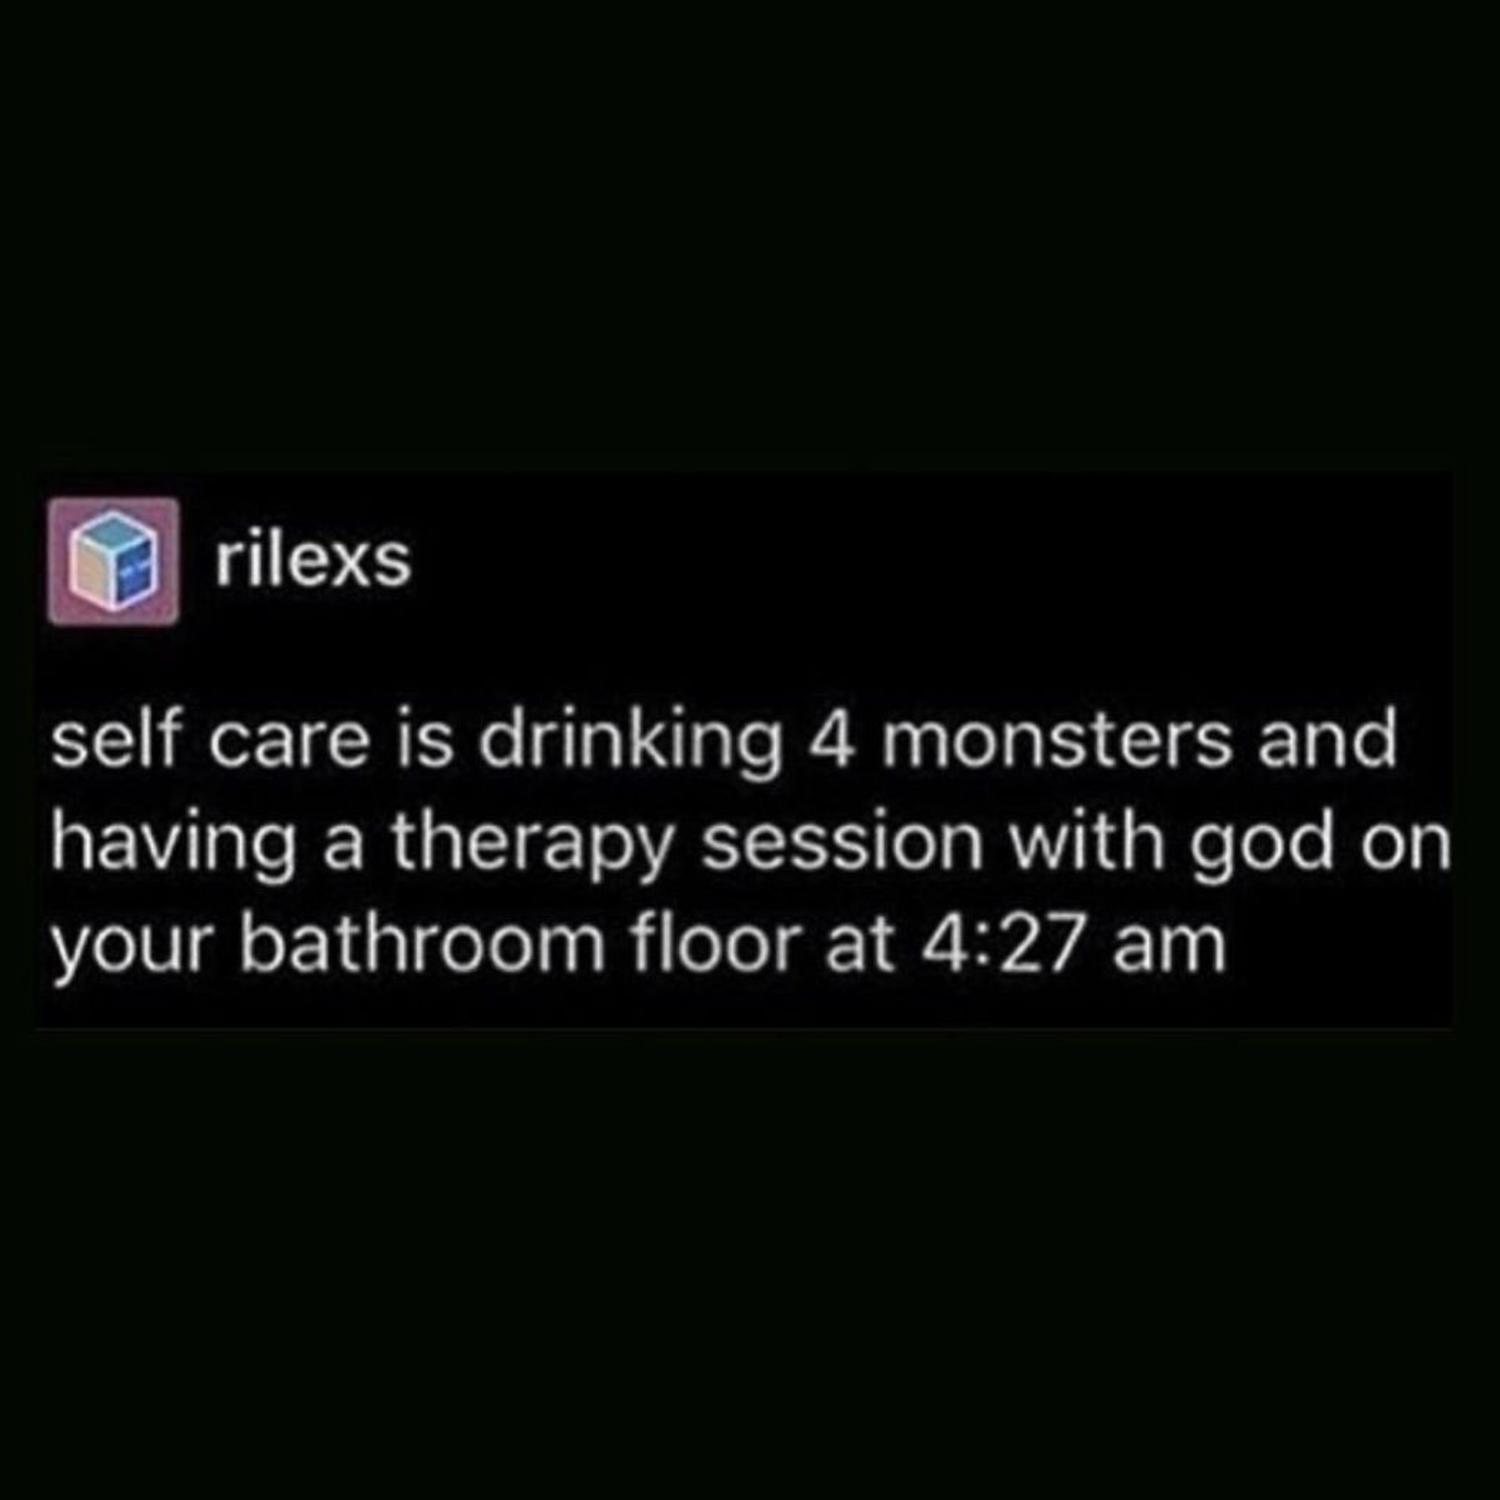 rilexs
self care is drinking 4 monsters and
having a therapy session with god on
your bathroom floor at 4:27 am